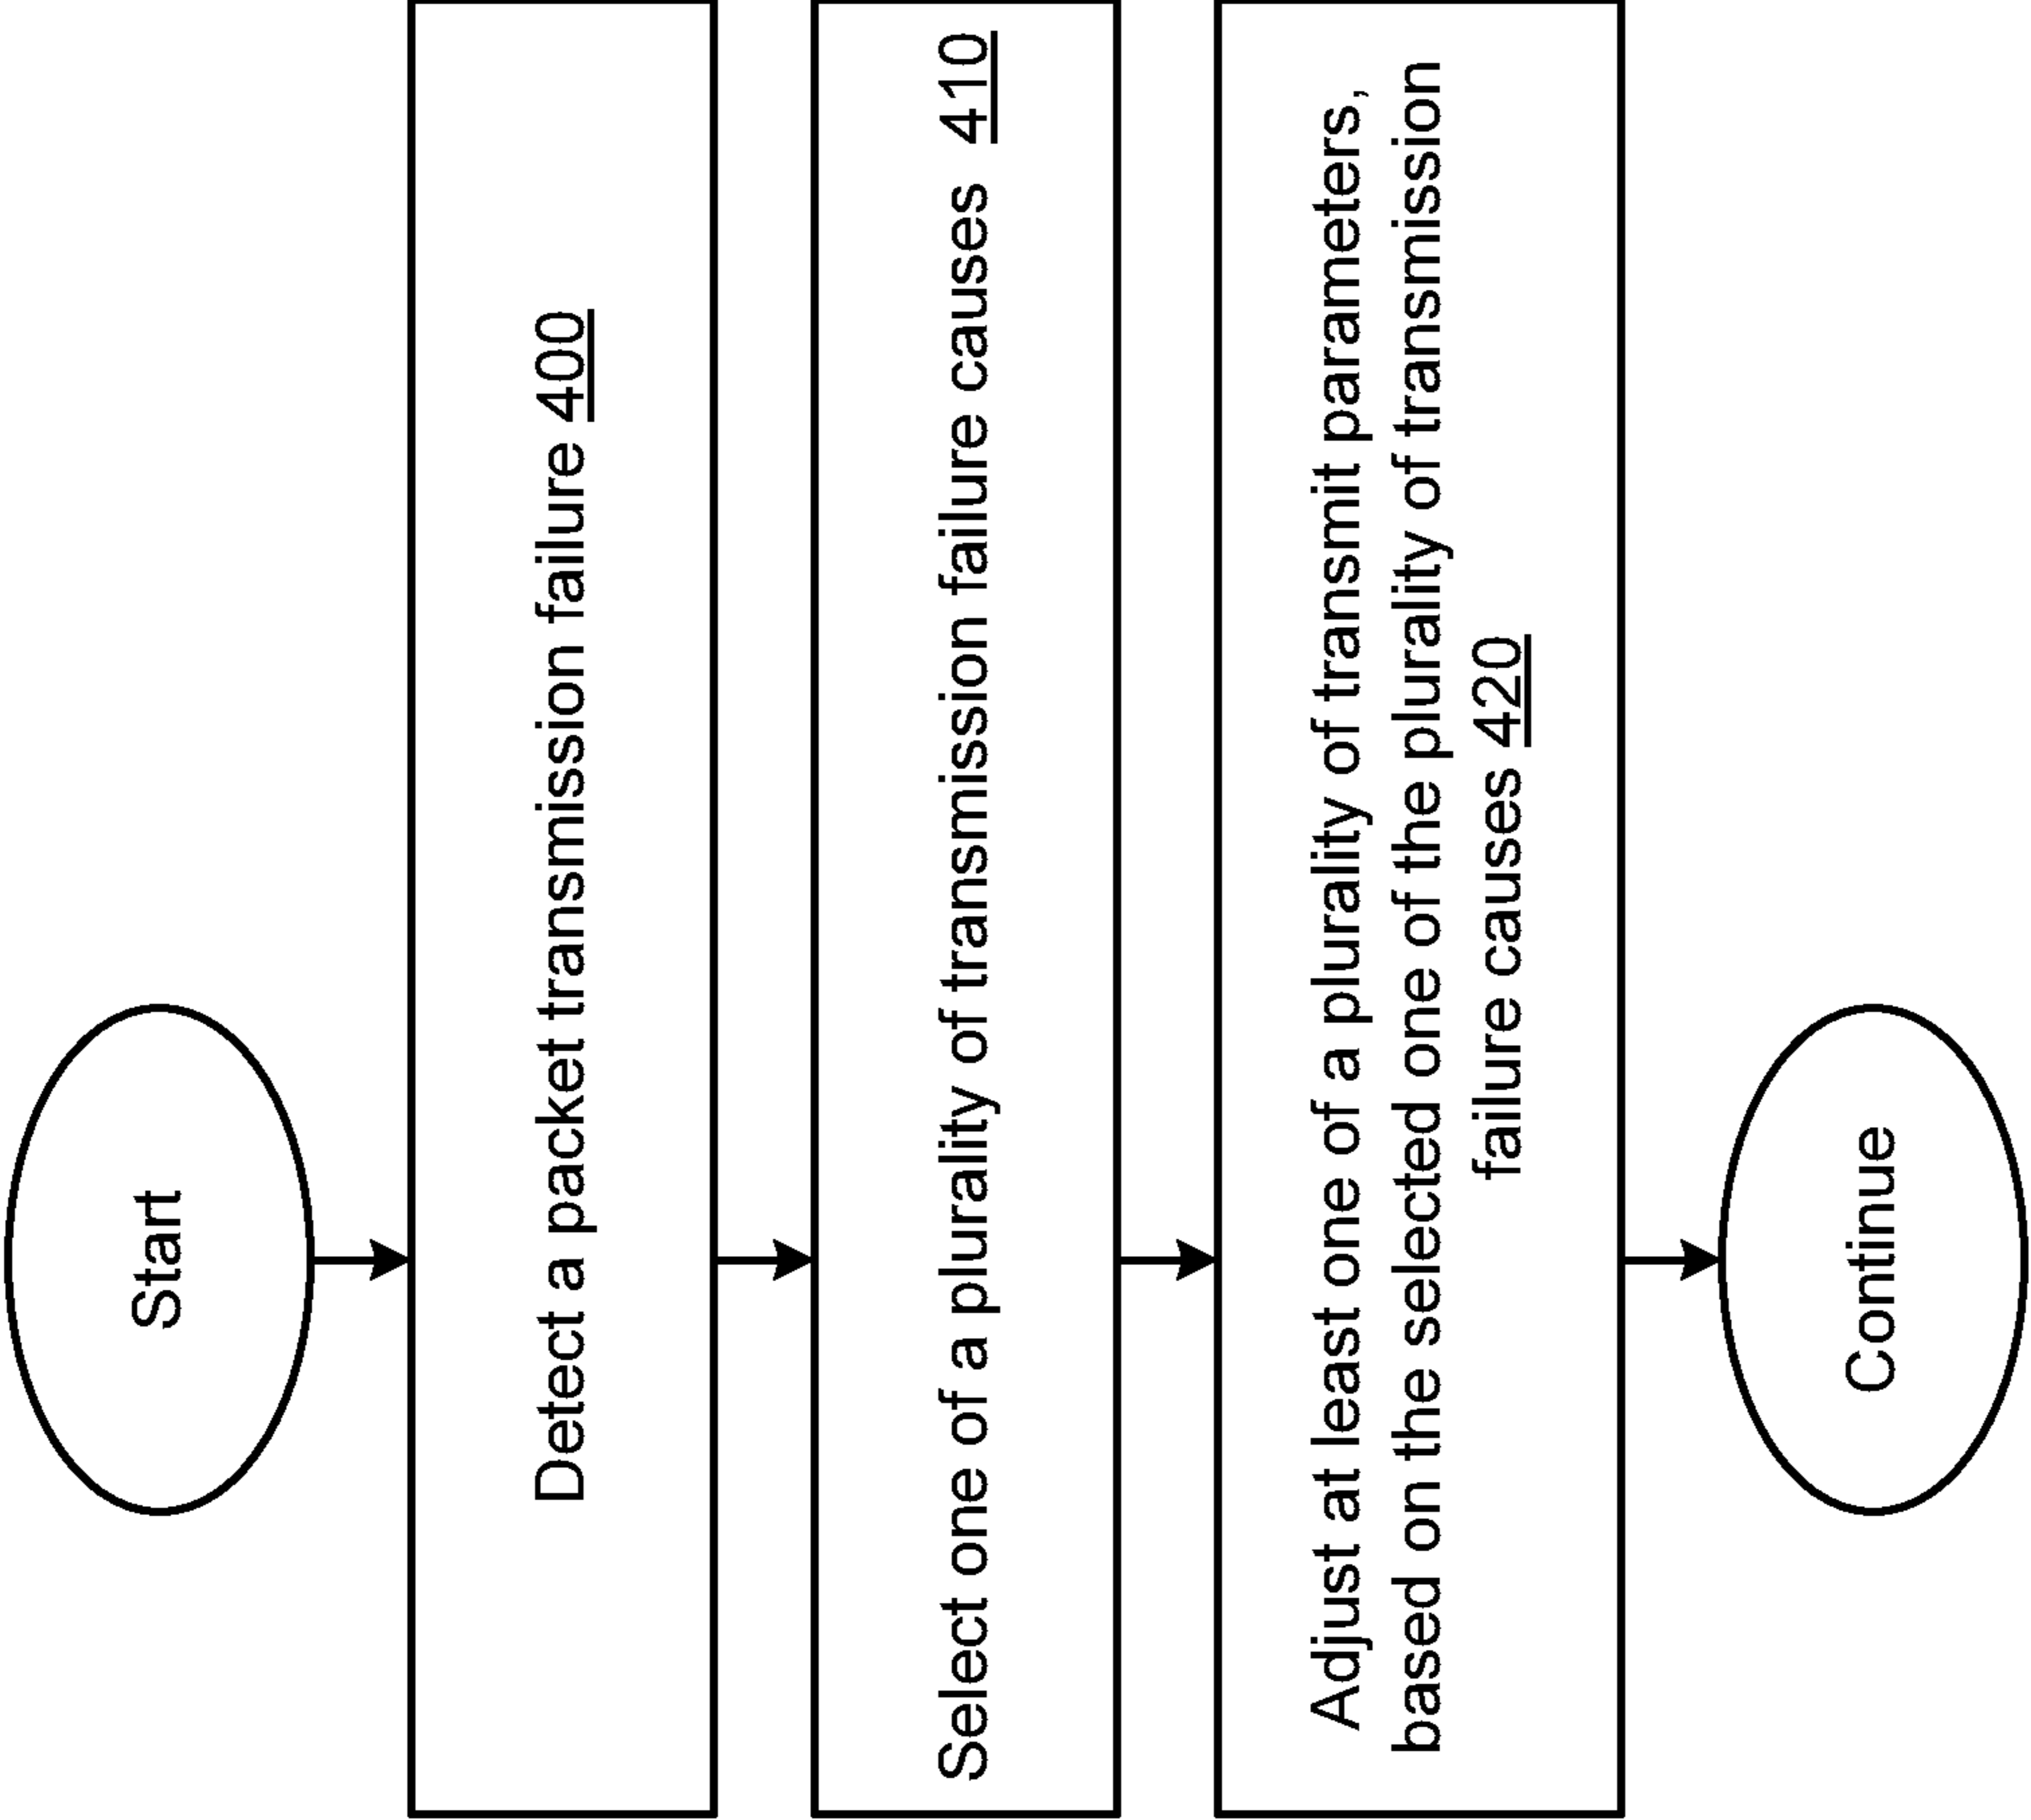 Start
Detect a packet transmission failure 400
Select one of a plurality of transmission failure causes 410
Adjust at least one of a plurality of transmit parameters,
based on the selected one of the plurality of transmission
failure causes 420
Continue